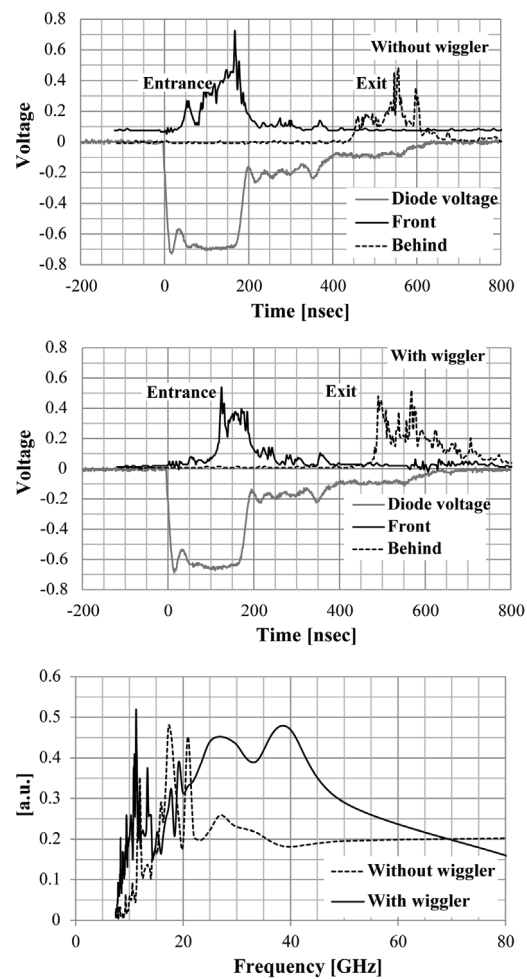 0.8
Without wiggler
0.6
Entrance
Exit
0.4
0.2
0
-0.2
-0.4
-0.6
-0.8
Voltage
Diode voltage
Front
Behind
-200 0 200 400 600 800
Time [nsec]
0.8
With wiggler
0.6
Entrance
Exit
0.4
0.2
0
-0.2
-0.4
-0.6
-0.8
Voltage
Diode voltage
Front
Behind
-200 0 200 400 600 800
Time [nsec]
0.6
0.5
0.4
0.3
0.2
0.1
0
[a.u.]
Without wiggler
With wiggler
0 20 40 60 80
Frequency [GHz]